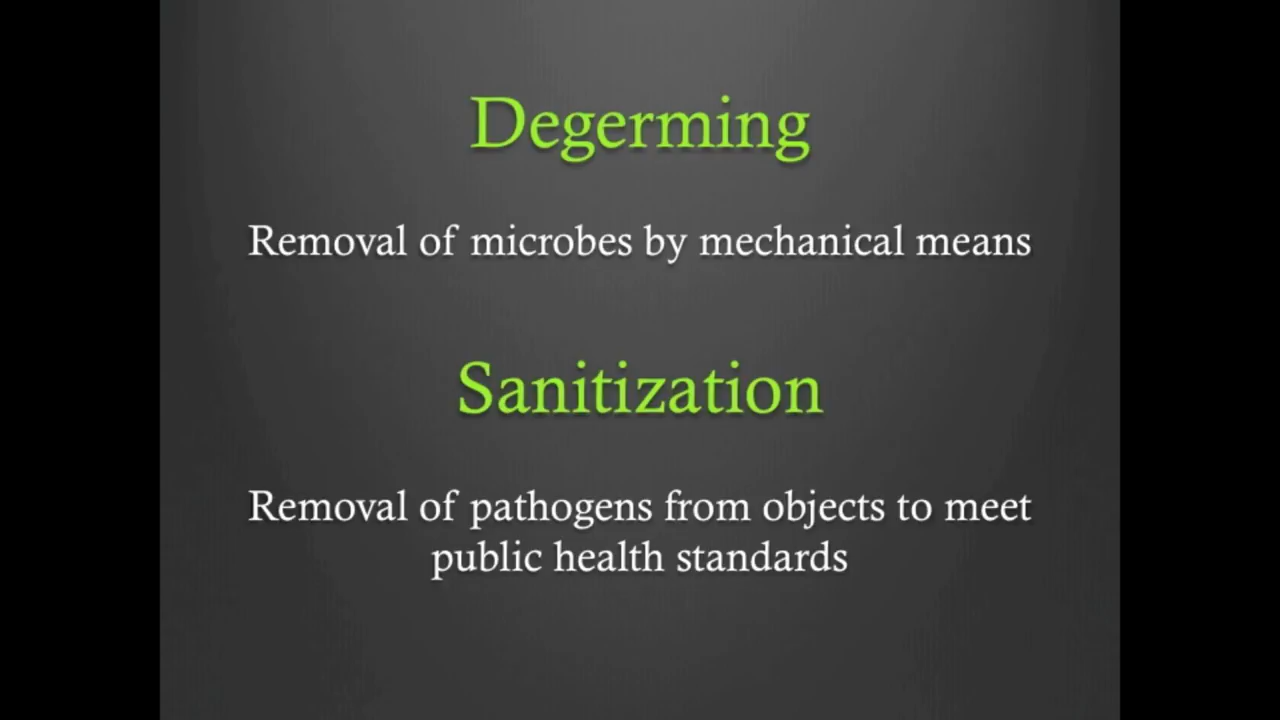 Degerming
Removal of microbes by mechanical means
Sanitization
Removal of pathogens from objects to meet
public health standards